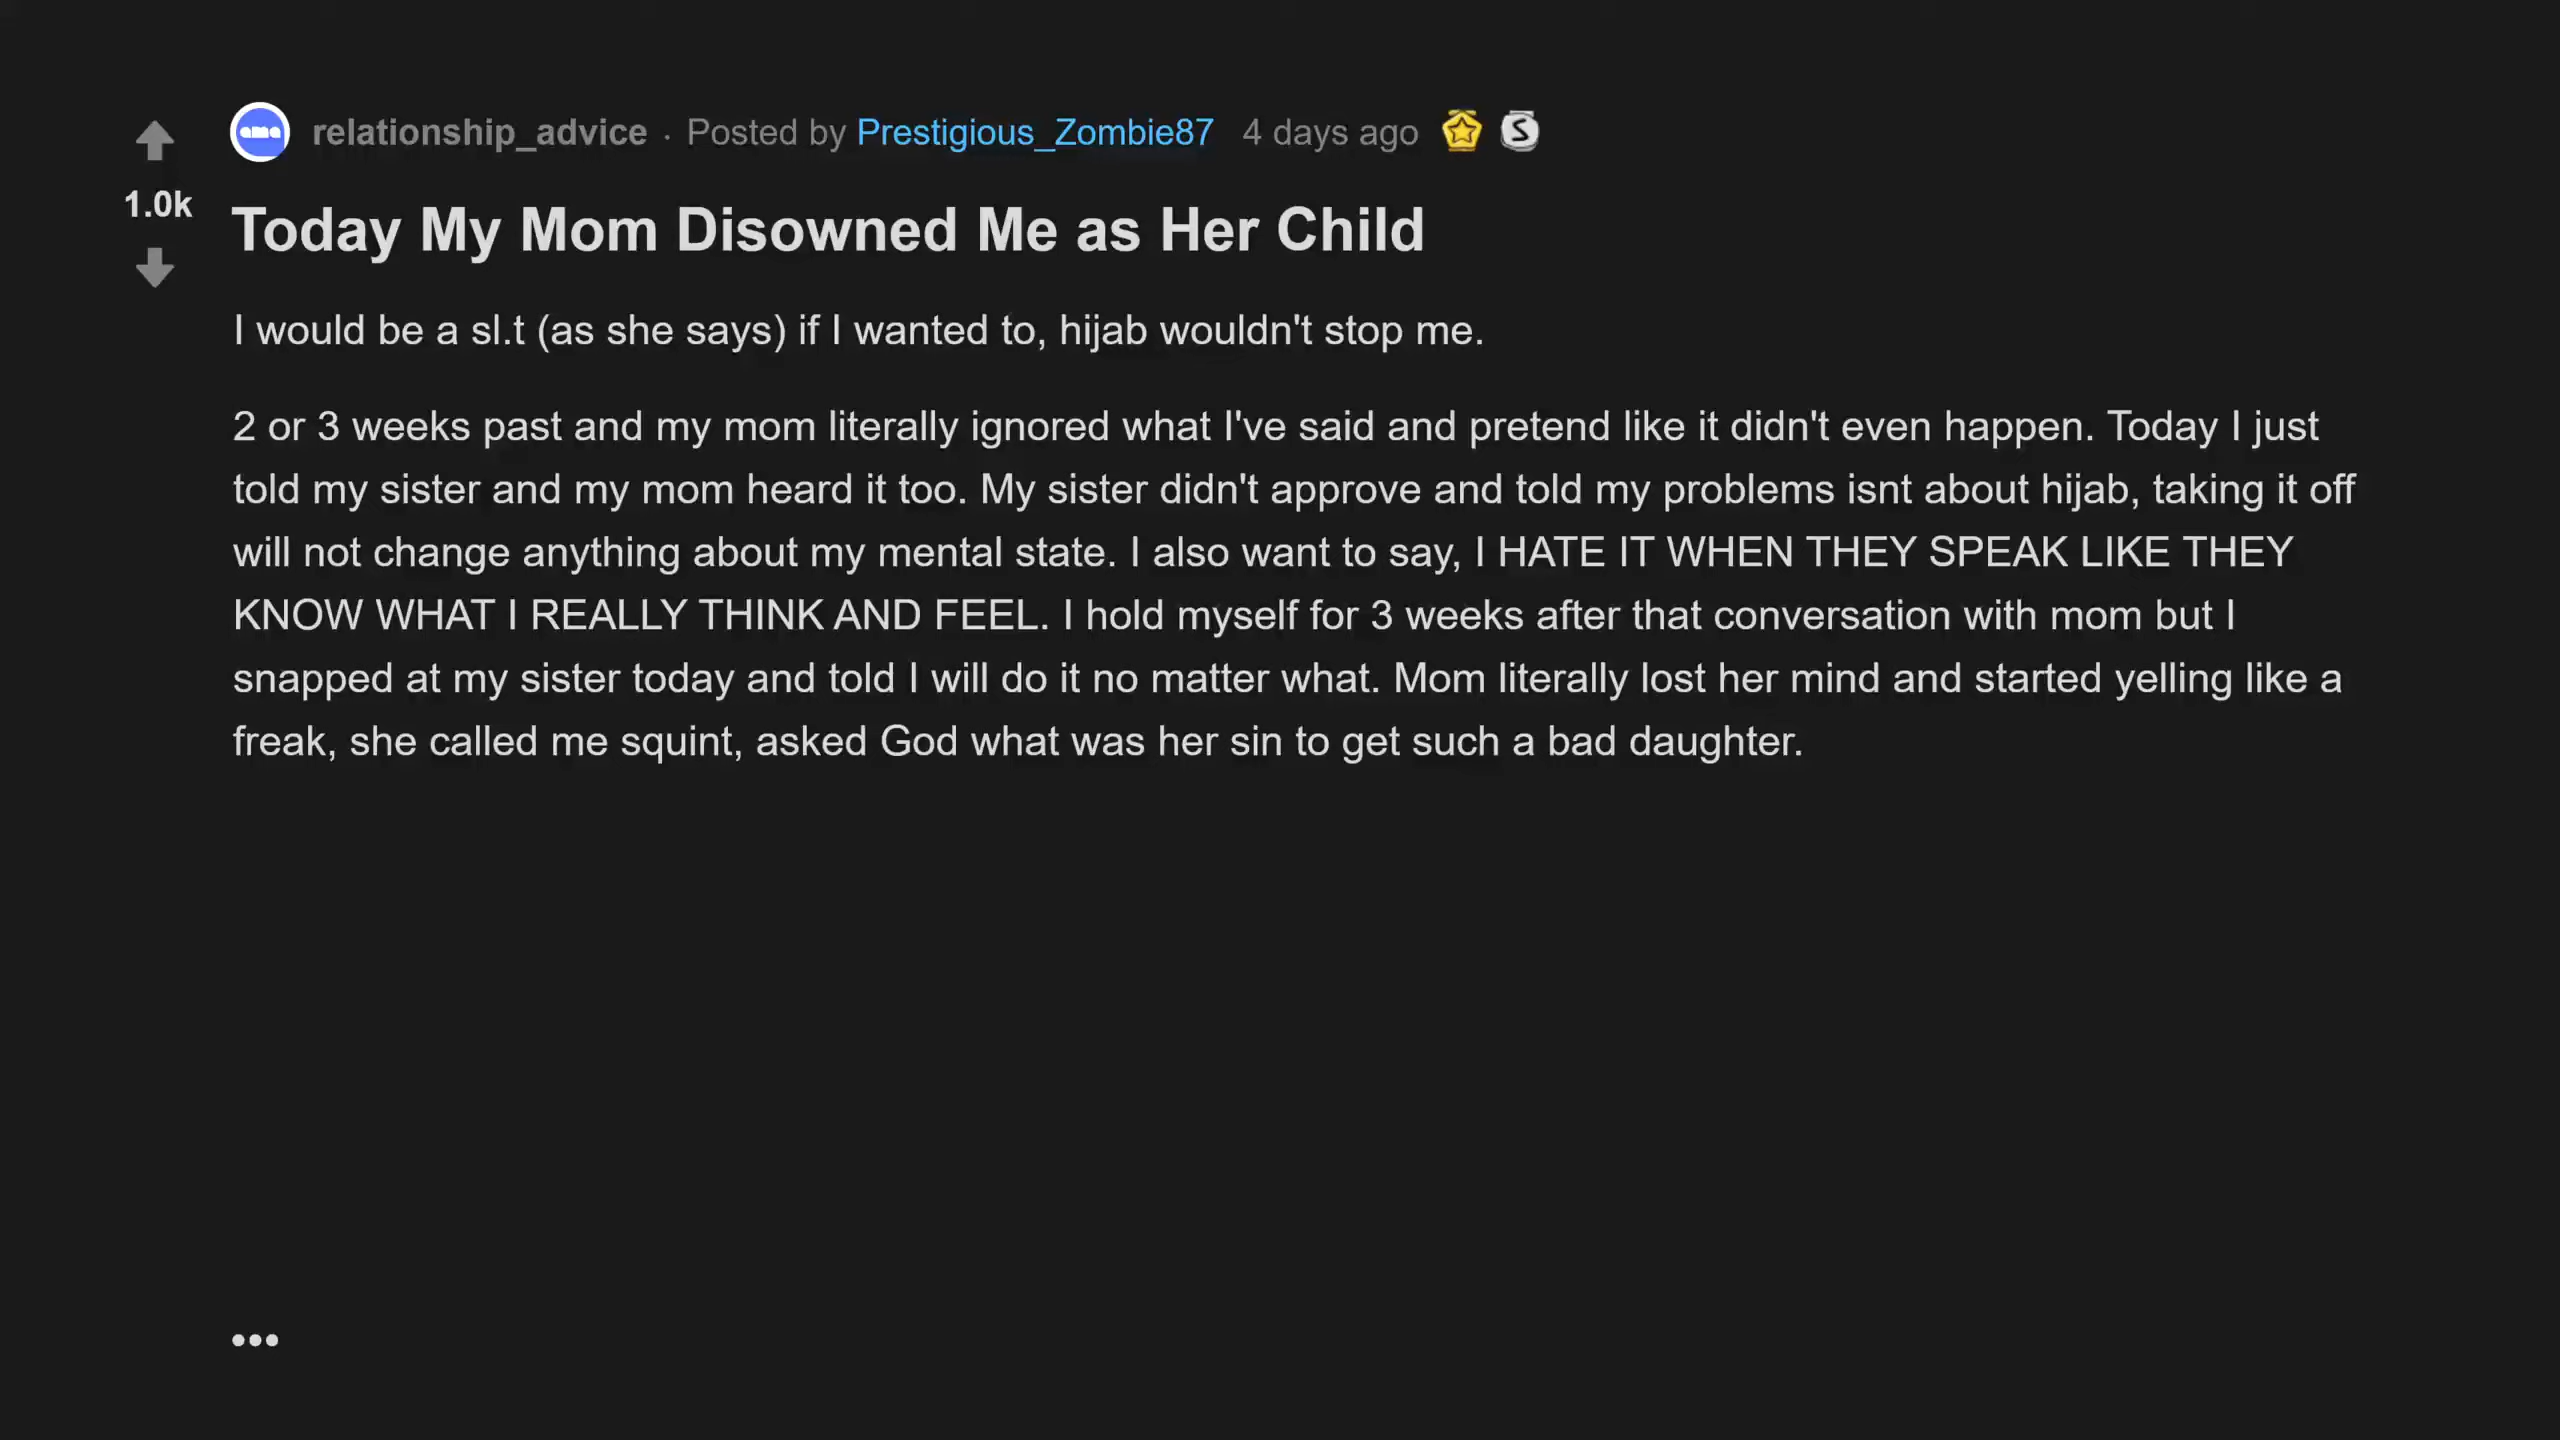 ama relationship_advice · Posted by Prestigious_Zombie87 4 days ago S
1.0k
Today My Mom Disowned Me as Her Child
I would be a sl.t (as she says) if I wanted to, hijab wouldn't stop me.
2 or 3 weeks past and my mom literally ignored what I've said and pretend like it didn't even happen. Today I just
told my sister and my mom heard it too. My sister didn't approve and told my problems isnt about hijab, taking it off
will not change anything about my mental state. I also want to say, I HATE IT WHEN THEY SPEAK LIKE THEY
KNOW WHAT I REALLY THINK AND FEEL. I hold myself for 3 weeks after that conversation with mom but I
snapped at my sister today and told I will do it no matter what. Mom literally lost her mind and started yelling like a
freak, she called me squint, asked God what was her sin to get such a bad daughter.
•••